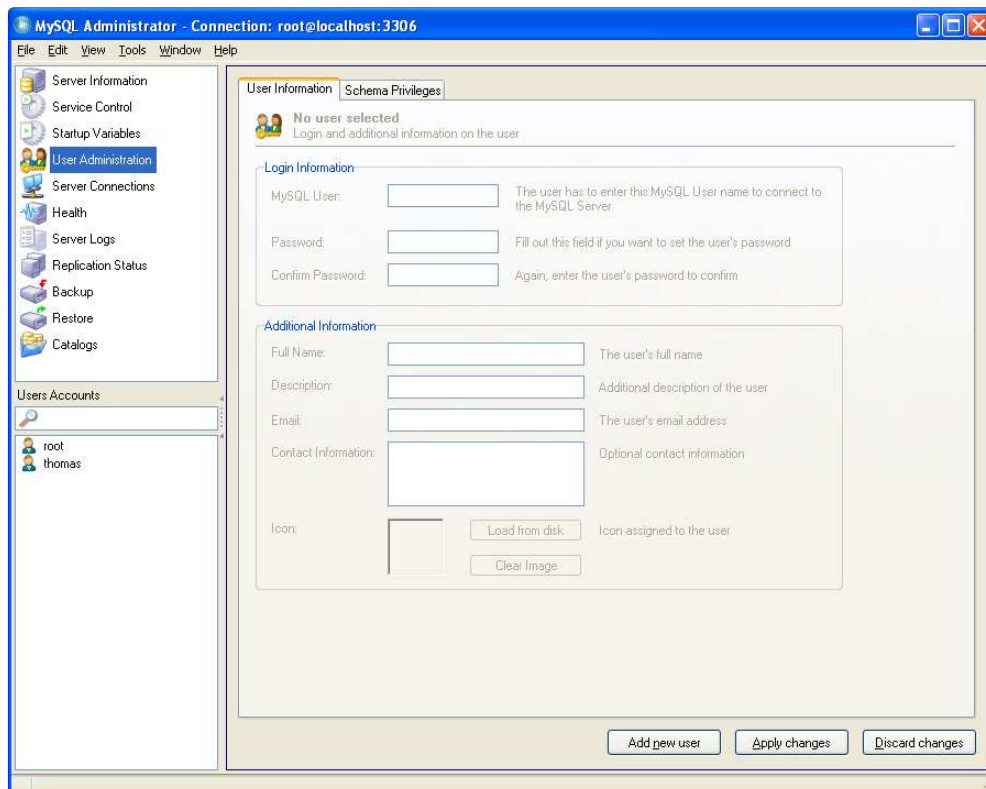 MySQL Administrator - Connection: root@localhost:3306
File Edit View Tools Window Help
Server Information
Service Control
Startup Variables
User Administration
Server Connections
Health
Server Logs
Replication Status
Backup
Restore
Catalogs
Users Accounts
root
thomas
User Information Schema Privileges
No user selected
Login and additional information on the user
Login Information
MySQL User: The user has to enter this MySQL User name to connect to
the MySQL Server.
Password: Fill out this field if you want to set the user's password
Confirm Password: Again, enter the user's password to confirm
Additional Information
Full Name: The user's full name
Description: Additional description of the user
Email: The user's email address
Contact Information: Optional contact information
Icon: Load from disk Icon assigned to the user
Clear Image
Add new user Apply changes Discard changes